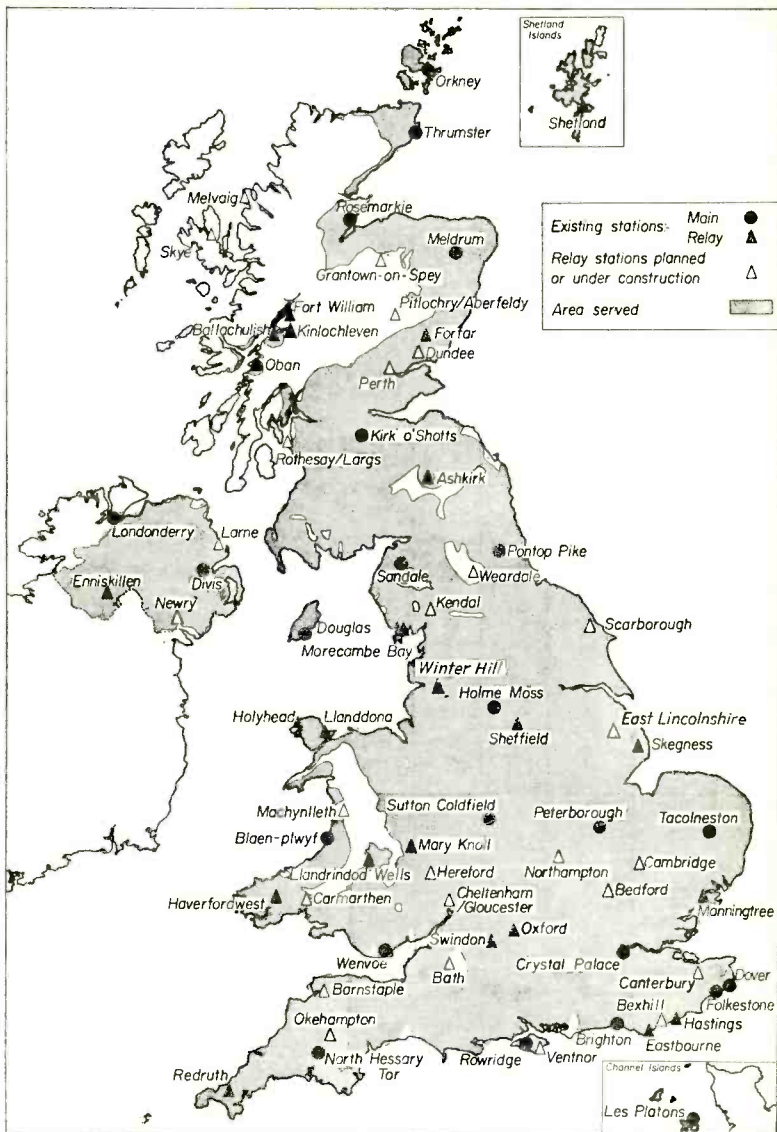 Shetland
Islands
Shetland
Orkney
Thrumster
Existing stations: Main
Relay
Relay stations planned
or under construction
Area served
Melvaig
Skye
Rosemarkie
Meldrum
Grantown-on-Spey
Fort William
Pitlochry/Aberfeldy
Ballachulish
Kinlochleven
Forfar
Dundee
Oban
Perth
Kirk o'Shotts
Rothesay/Largs
Ashkirk
Londonderry
Larne
Pontop Pike
Enniskillen
Divis
Sandale
Weardale
Newry
Kendal
Douglas
Scarborough
Morecambe Bay
Winter Hill
Holme Moss
Holyhead
Llanddona
East Lincolnshire
Sheffield
Skegness
Machynlleth
Sutton Coldfield
Peterborough
Tacolneston
Blaen-plwyf
Mary Knoll
Llandrindod Wells
Hereford
Northampton
Cambridge
Haverfordwest
Carmarthen
Cheltenham
/Gloucester
Bedford
Manningtree
Swindon
Oxford
Wenvoe
Bath
Crystal Palace
Canterbury
Dover
Barnstaple
Bexhill
Folkestone
Okehampton
Hastings
North Hessary
Tor
Rowridge
Ventnor
Brighton
Eastbourne
Redruth
Channel Islands
Les Platons